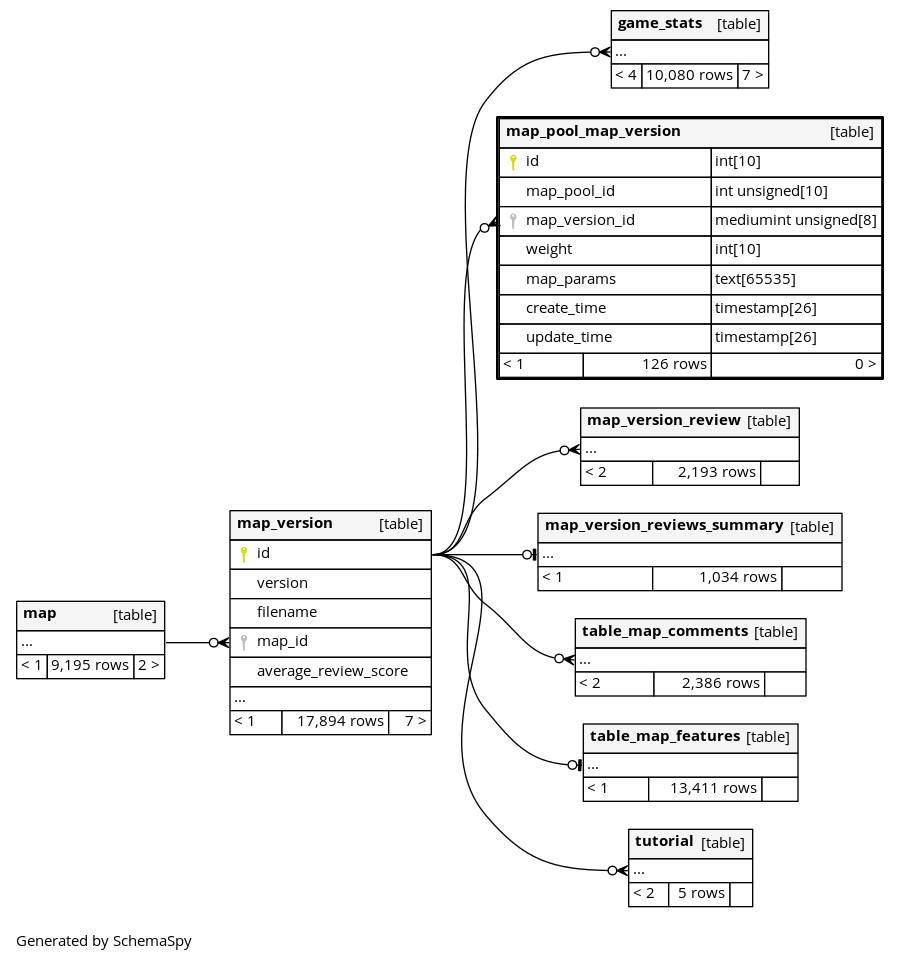 game_stats [table]
...
< 4 10,080 rows 7 >
map_pool_map_version [table]
id int[10]
map_pool_id int unsigned[10]
map_version_id mediumint unsigned[8]
weight int[10]
map_params text[65535]
create_time timestamp[26]
update_time timestamp[26]
< 1 126 rows 0 >
map_version_review [table]
...
< 2 2,193 rows
map_version_reviews_summary [table]
...
< 1 1,034 rows
map_version [table]
id
version
filename
map_id
average_review_score
...
< 1 17,894 rows 7 >
map [table]
...
< 1 9,195 rows 2 >
table_map_comments [table]
...
< 2 2,386 rows
table_map_features [table]
...
< 1 13,411 rows
tutorial [table]
...
< 2 5 rows
Generated by SchemaSpy